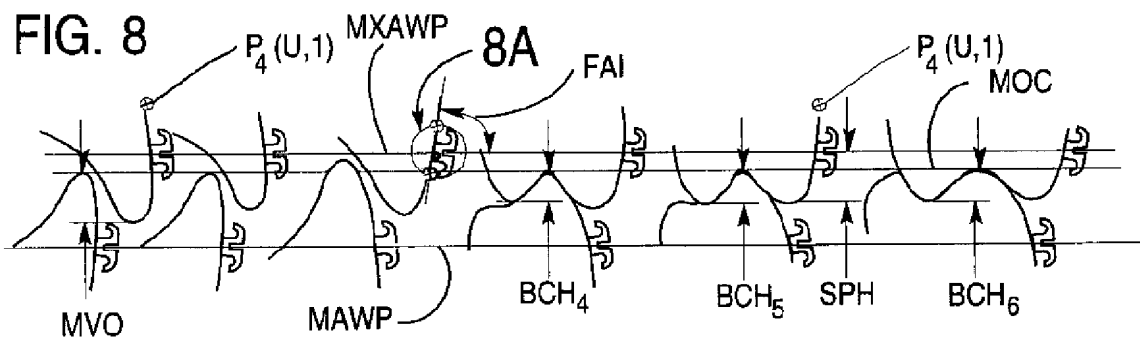 FIG. 8
P₄ (U,1)
MXAWP
8A
FAI
P₄ (U,1)
MOC
MVO
MAWP
BCH₄
BCH₅
SPH
BCH₆